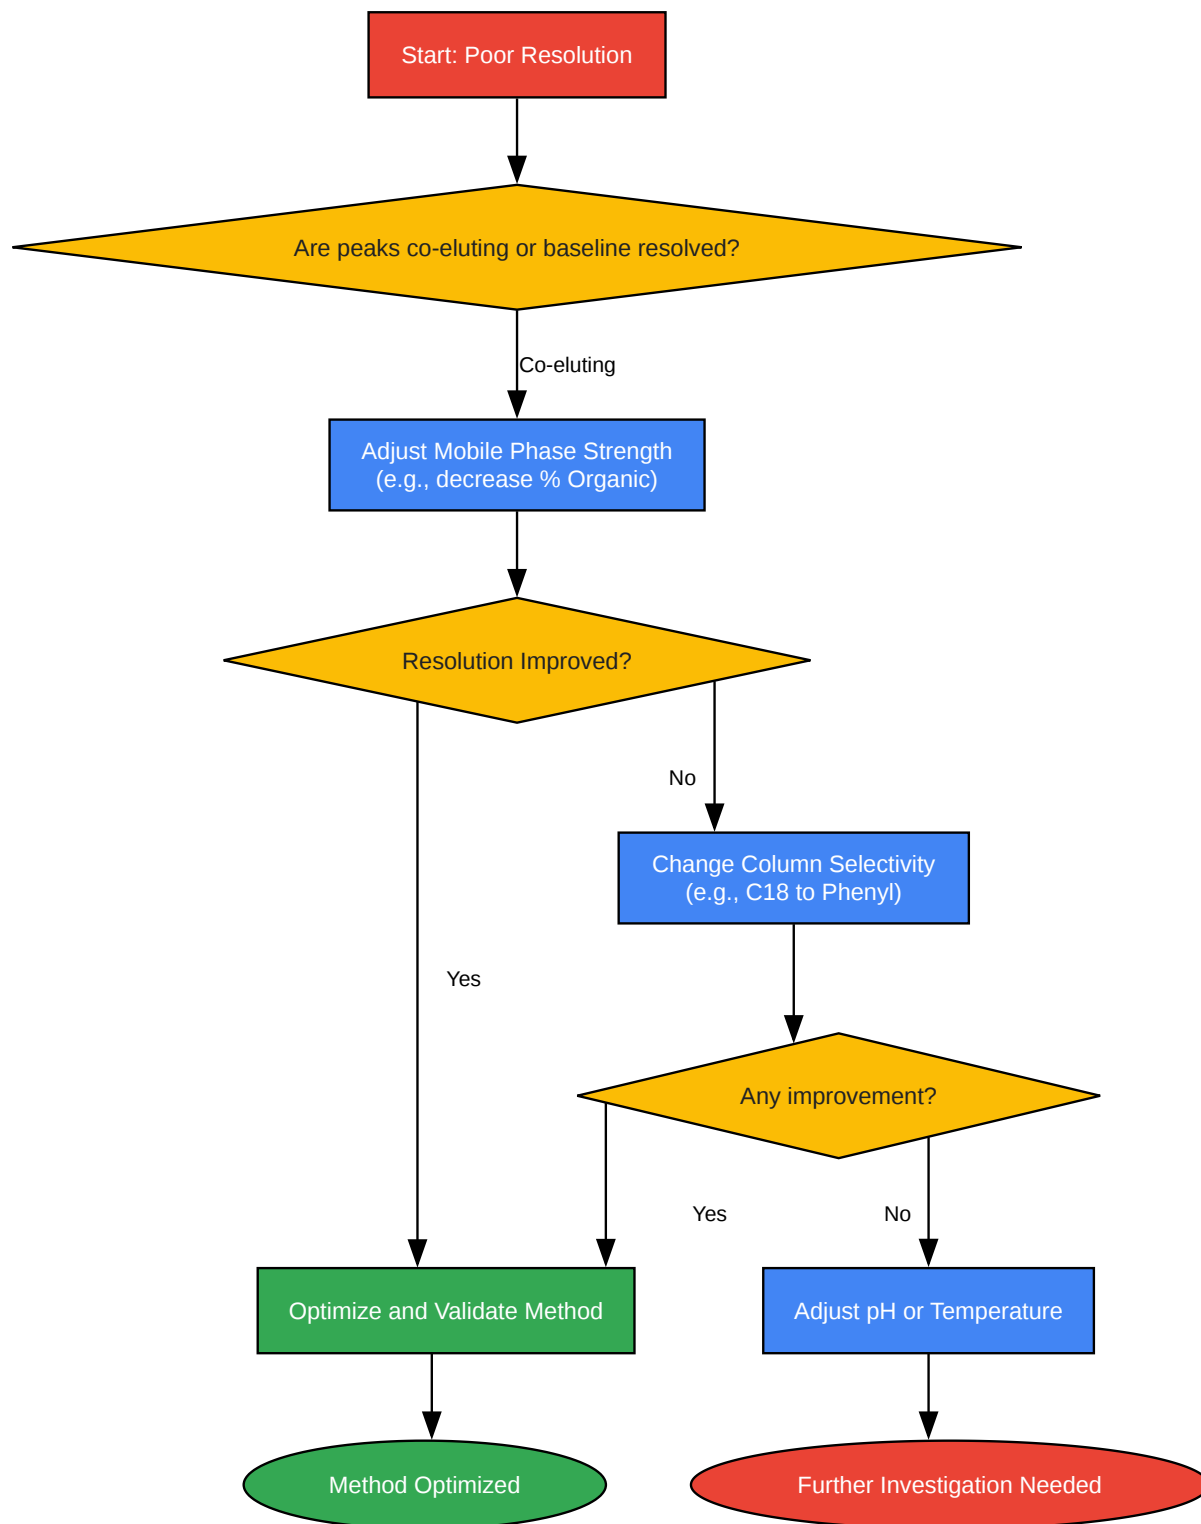 Start: Poor Resolution
Are peaks co-eluting or baseline resolved?
Co-eluting
Adjust Mobile Phase Strength
(e.g., decrease % Organic)
Resolution Improved?
No
Change Column Selectivity
(e.g., C18 to Phenyl)
Yes
Any improvement?
Yes
No
Optimize and Validate Method
Adjust pH or Temperature
Method Optimized
Further Investigation Needed